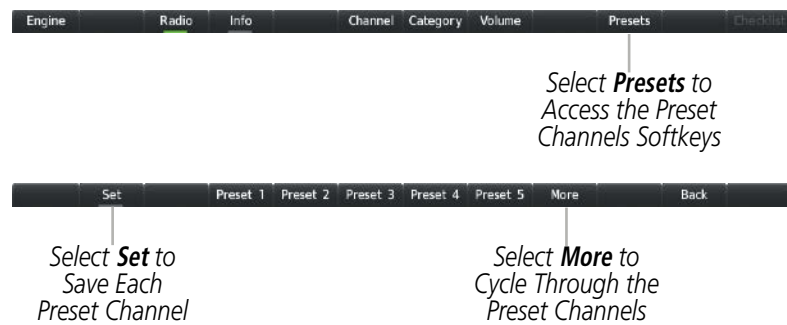 Engine Radio Info Channel Category Volume Presets Checklist
Select Presets to
Access the Preset
Channels Softkeys
Set Preset 1 Preset 2 Preset 3 Preset 4 Preset 5 More Back
Select Set to
Save Each
Preset Channel
Select More to
Cycle Through the
Preset Channels